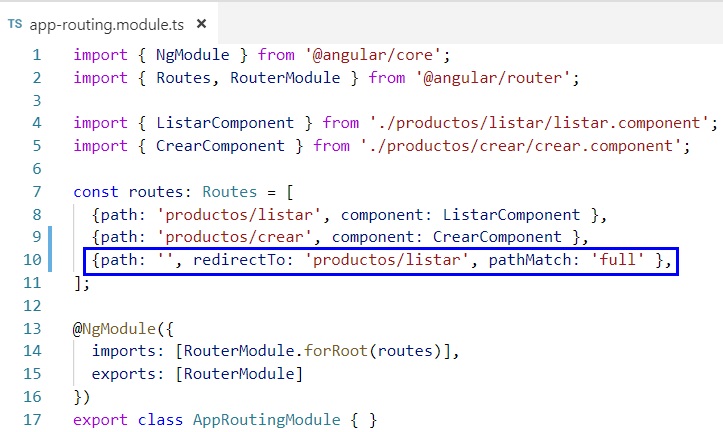 TS app-routing.module.ts ×
1 import { NgModule } from '@angular/core';
2 import { Routes, RouterModule } from '@angular/router';
3
4 import { ListarComponent } from './productos/listar/listar.component';
5 import { CrearComponent } from './productos/crear/crear.component';
6
7 const routes: Routes = [
8 {path: 'productos/listar', component: ListarComponent },
9 {path: 'productos/crear', component: CrearComponent },
10 {path: '', redirectTo: 'productos/listar', pathMatch: 'full' },
11 ];
12
13 @NgModule({
14 imports: [RouterModule.forRoot(routes)],
15 exports: [RouterModule]
16 })
17 export class AppRoutingModule { }